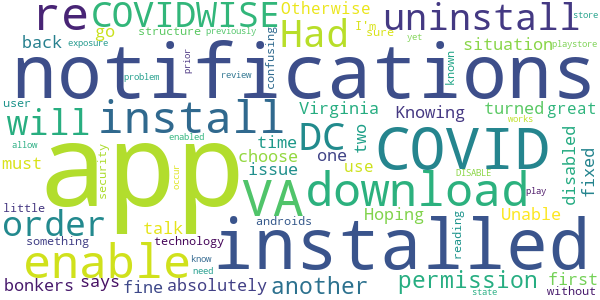 re COVIDWISE Otherwise store
back go structure previously Had I'm sure uninstall
exposure prior confusing yet playstore
notifications
problem review known situation
user enabled Virginia Knowing turned great
will install DC time two
allow security choose one COVID disabled fixed
must app issue use works
little VA download
occur DISABLE play
order talk Hoping Unable
something technology androids reading
enable know installed
says need permission first
bonkers fine absolutely another state without